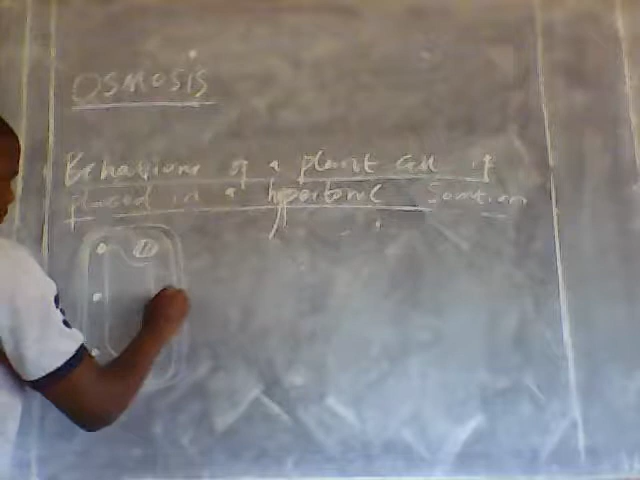 OSMOSIS
Behaviour of a plant cell if
placed in a hypertonic Solution